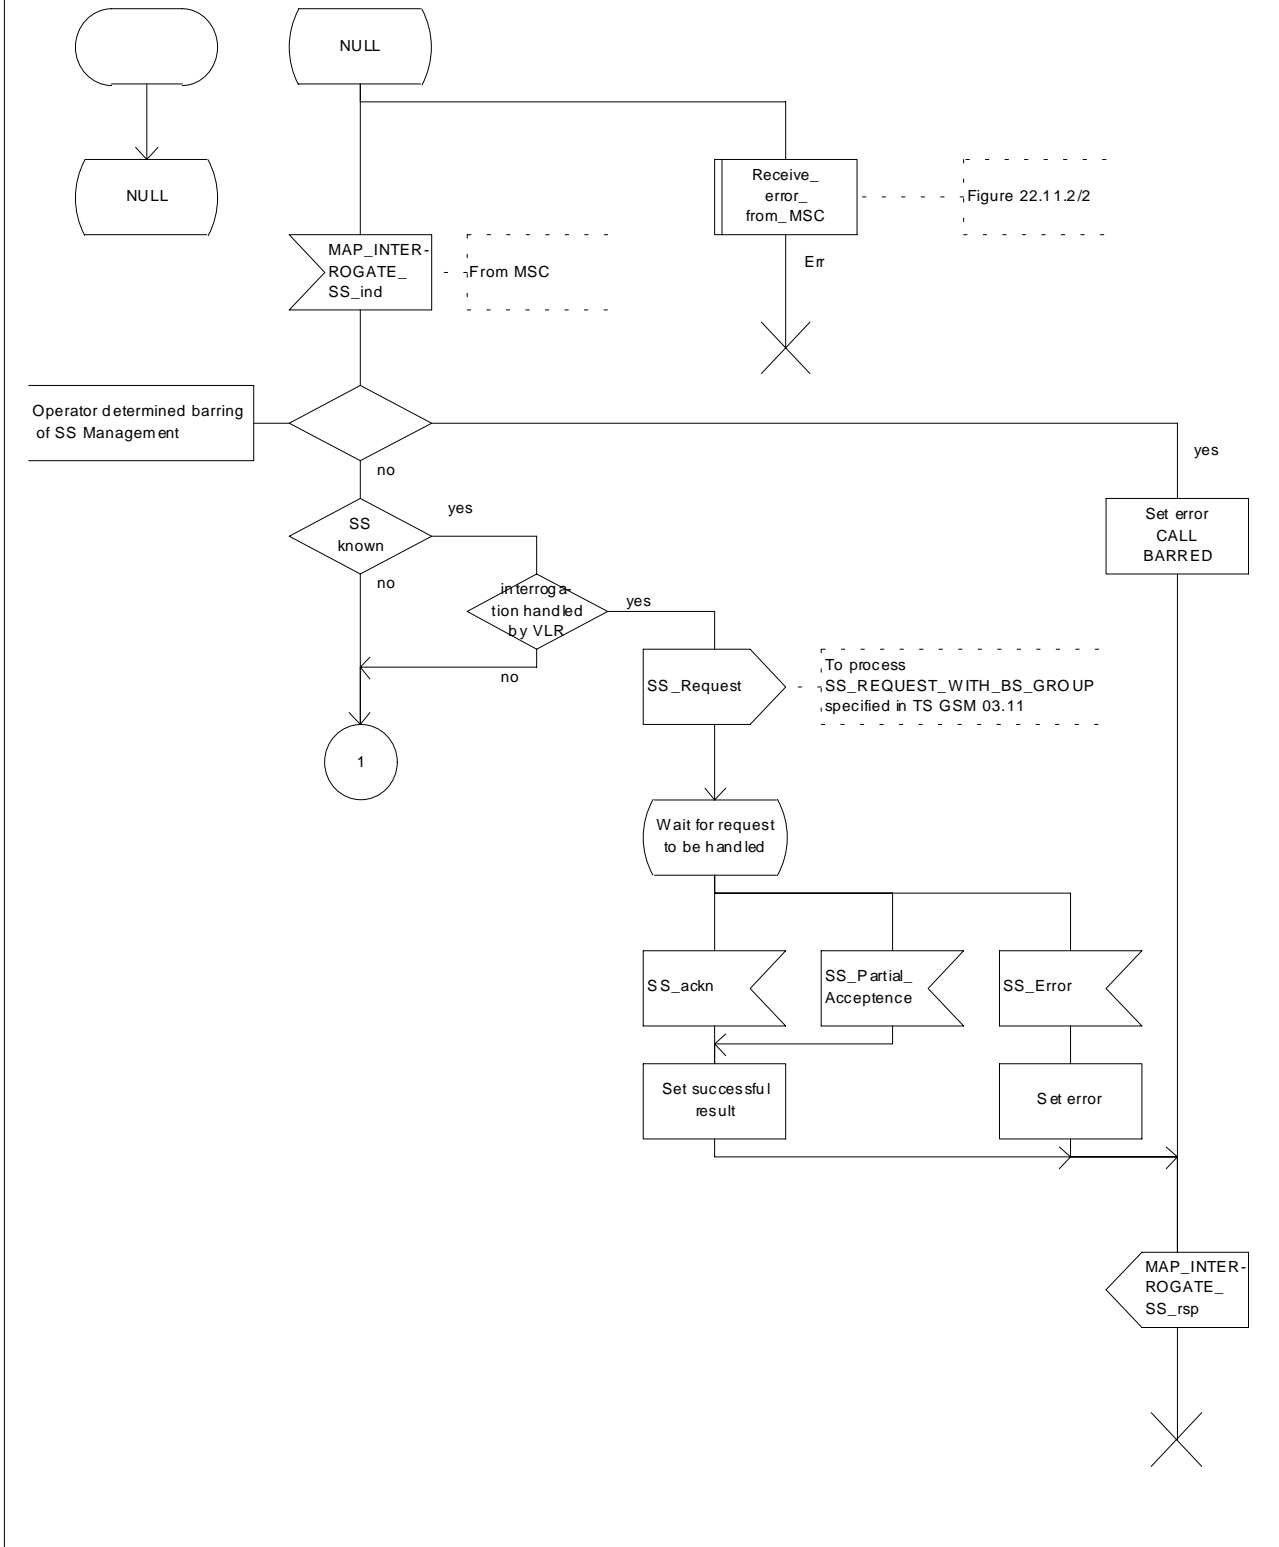 NULL
NULL
Receive_
error_
from_MSC
Figure 22.11.2/2
MAP_INTER-
ROGATE_
SS_ind
From MSC
Err
Operator determined barring
of SS Management
no
yes
SS
known
yes
no
Set error
CALL
BARRED
interroga-
tion handled
by VLR
yes
no
SS_Request
To process
SS_REQUEST_WITH_BS_GROUP
specified in TS GSM 03.11
1
Wait for request
to be handled
SS_ackn
SS_Partial_
Acceptence
SS_Error
Set successful
result
Set error
MAP_INTER-
ROGATE_
SS_rsp